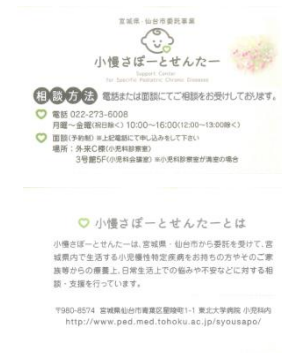 宮城県・仙台市委託事業
小慢さぽーとせんたー
Support Center
for Specific Pediatric Chronic Diseases
相談方法 電話または面談にてご相談をお受けしております。
電話 022-273-6008
月曜～金曜(祝日除く) 10:00～16:00(12:00~13:00除く)
面談(予約制) ※上記電話にて申し込みをして下さい
場所：外来C棟(小児科診察室)
3号館5F(小児科会議室) ※小児科診察室が満室の場合
小慢さぽーとせんたーとは
小慢さぽーとせんたーは、宮城県・仙台市から委託を受けて、宮
城県内で生活する小児慢性特定疾病をお持ちの方やそのご家
族等からの療養上、日常生活上での悩みや不安などに対する相
談・支援を行っています。
〒980-8574 宮城県仙台市青葉区星陵町1-1 東北大学病院 小児科内
http://www.ped.med.tohoku.ac.jp/syousapo/